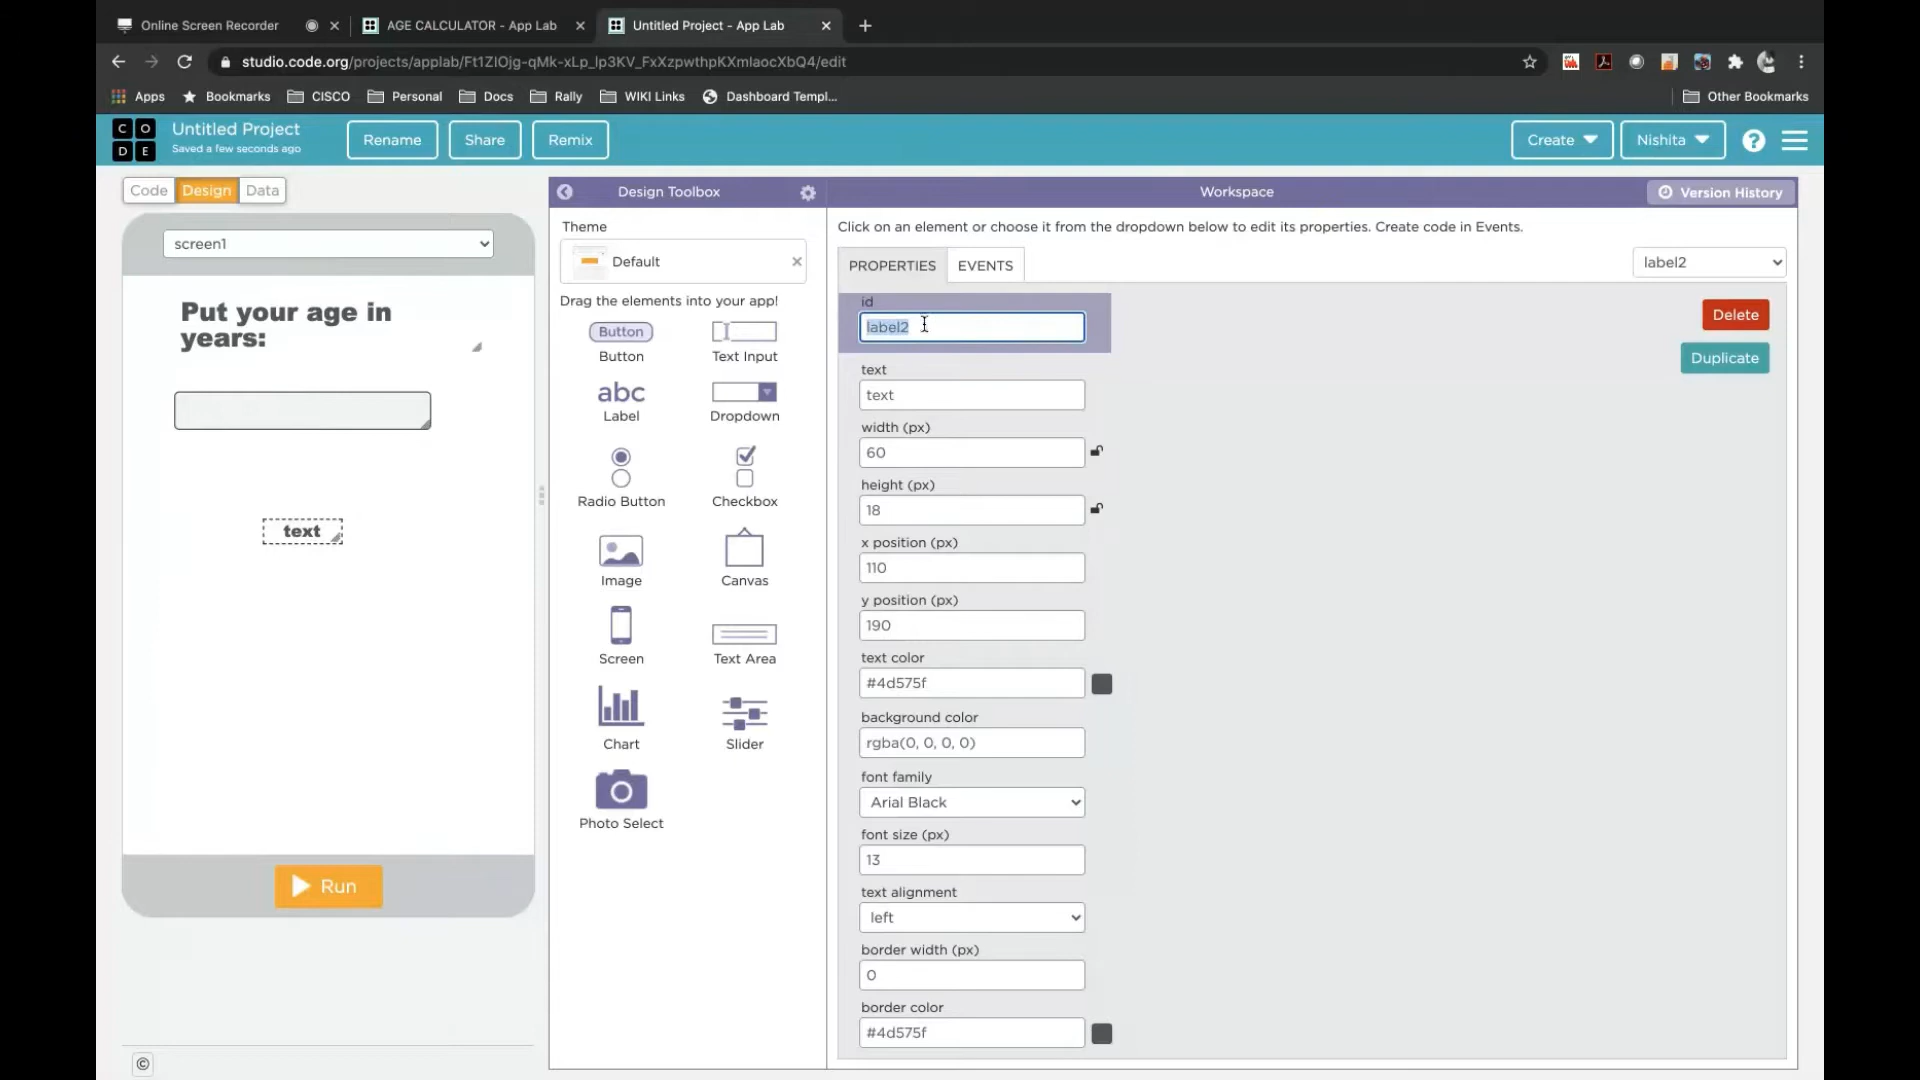 Online Screen Recorder
AGE CALCULATOR - App Lab
Untitled Project - App Lab
studio.code.org/projects/applab/Ft1ZIOjg-qMk-xLp_lp3KV_FxXzpwthpKXmlaocXbQ4/edit
Apps
Bookmarks
CISCO
Personal
Docs
Rally
WIKI Links
Dashboard Templ...
Other Bookmarks
C O
D E
Untitled Project
Saved a few seconds ago
Rename
Share
Remix
Create
Nishita
?
Code
Design
Data
Design Toolbox
Workspace
Version History
screen1
Put your age in
years:
text
Run
©
Theme
Default
Drag the elements into your app!
Button
Button
Text Input
abc
Label
Dropdown
Radio Button
Checkbox
Image
Canvas
Screen
Text Area
Chart
Slider
Photo Select
Click on an element or choose it from the dropdown below to edit its properties. Create code in Events.
PROPERTIES
EVENTS
label2
id
label2
Delete
Duplicate
text
text
width (px)
60
height (px)
18
x position (px)
110
y position (px)
190
text color
#4d575f
background color
rgba(0, 0, 0, 0)
font family
Arial Black
font size (px)
13
text alignment
left
border width (px)
0
border color
#4d575f